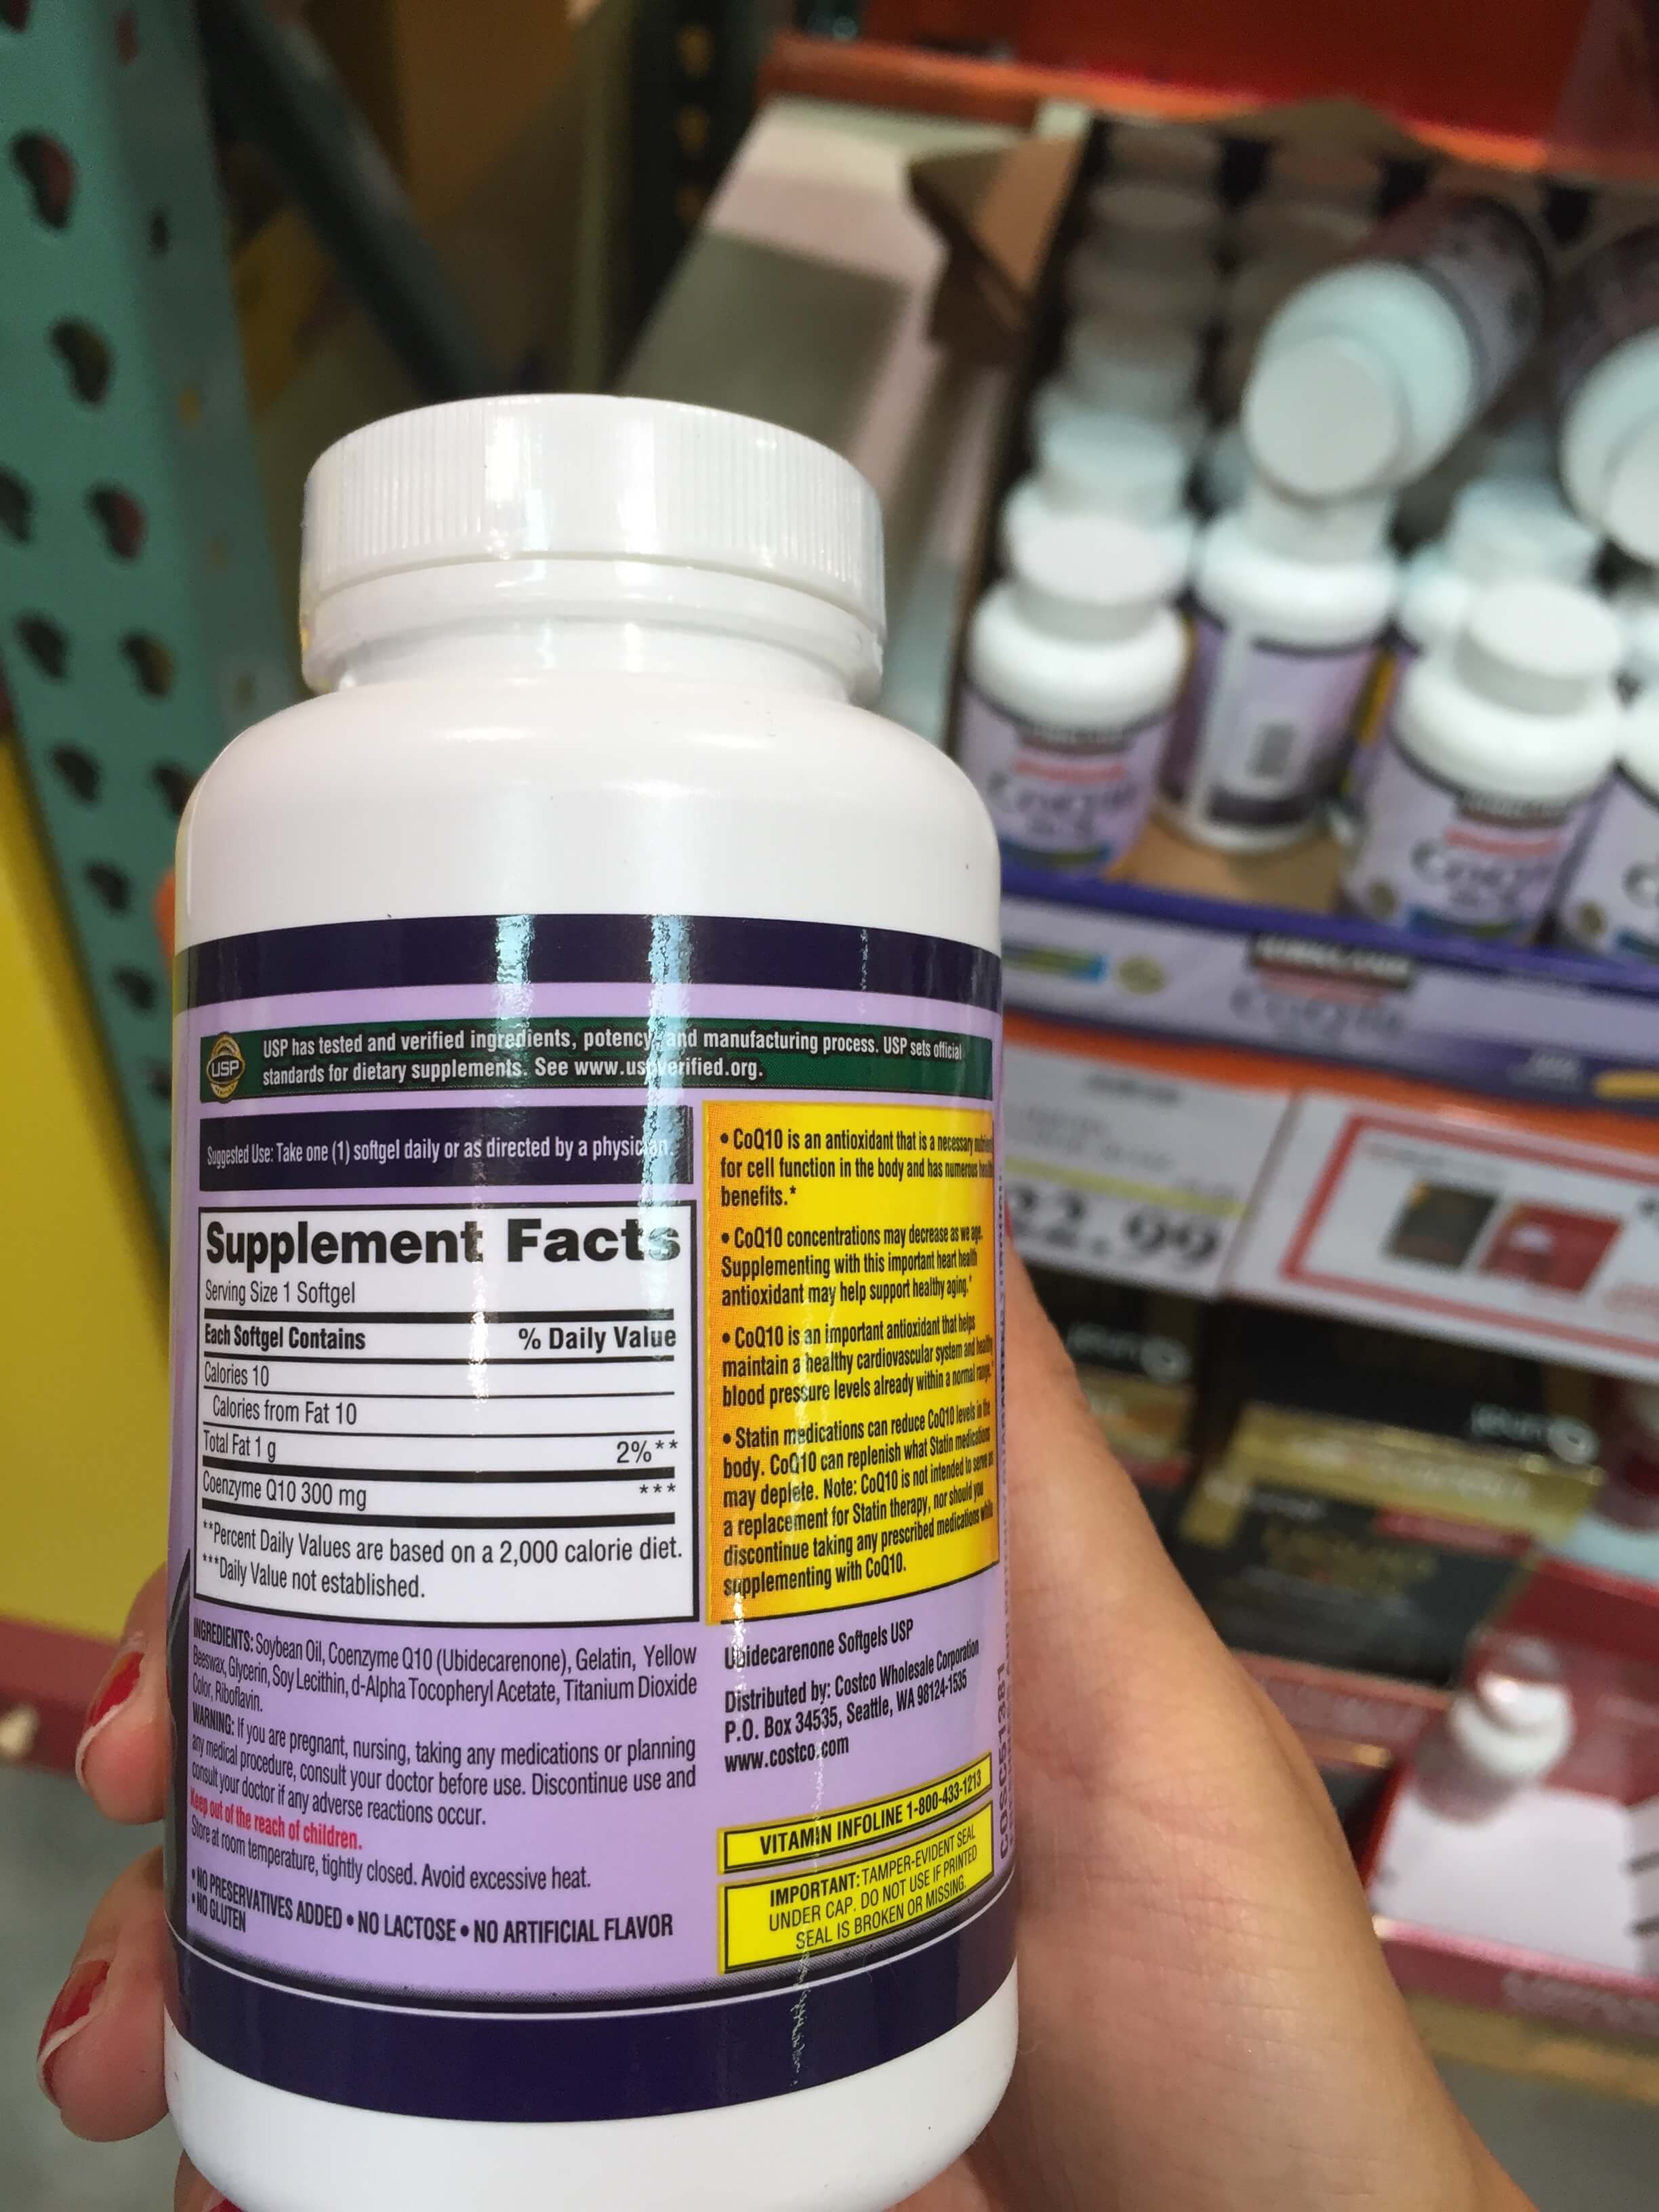 USP
USP has tested and verified ingredients, potency, and manufacturing process. USP sets official
standards for dietary supplements. See www.uspverified.org.
Suggested Use: Take one (1) softgel daily or as directed by a physician.
Supplement Facts
Serving Size 1 Softgel
Each Softgel Contains % Daily Value
Calories 10
Calories from Fat 10
Total Fat 1 g 2%**
Coenzyme Q10 300 mg ***
**Percent Daily Values are based on a 2,000 calorie diet.
***Daily Value not established.
INGREDIENTS: Soybean Oil, Coenzyme Q10 (Ubidecarenone), Gelatin, Yellow
Beeswax, Glycerin, Soy Lecithin, d-Alpha Tocopheryl Acetate, Titanium Dioxide
Color, Riboflavin.
WARNING: If you are pregnant, nursing, taking any medications or planning
any medical procedure, consult your doctor before use. Discontinue use and
consult your doctor if any adverse reactions occur.
Keep out of the reach of children.
Store at room temperature, tightly closed. Avoid excessive heat.
• NO PRESERVATIVES ADDED • NO LACTOSE • NO ARTIFICIAL FLAVOR
• NO GLUTEN
• CoQ10 is an antioxidant that is a necessary
for cell function in the body and has numerous
benefits.*
• CoQ10 concentrations may decrease as we age.
Supplementing with this important heart health
antioxidant may help support healthy aging.*
• CoQ10 is an important antioxidant that helps
maintain a healthy cardiovascular system and healthy
blood pressure levels already within a normal range.*
• Statin medications can reduce CoQ10 levels in the
body. CoQ10 can replenish what Statin medications
may deplete. Note: CoQ10 is not intended to serve as
a replacement for Statin therapy, nor should you
discontinue taking any prescribed medications while
supplementing with CoQ10.
Ubidecarenone Softgels USP
Distributed by: Costco Wholesale Corporation
P.O. Box 34535, Seattle, WA 98124-1535
www.costco.com
VITAMIN INFOLINE 1-800-433-1213
IMPORTANT: TAMPER-EVIDENT SEAL
UNDER CAP. DO NOT USE IF PRINTED
SEAL IS BROKEN OR MISSING.
CoQ10
CoQ10
KIRKLAND
CoQ10
22.99